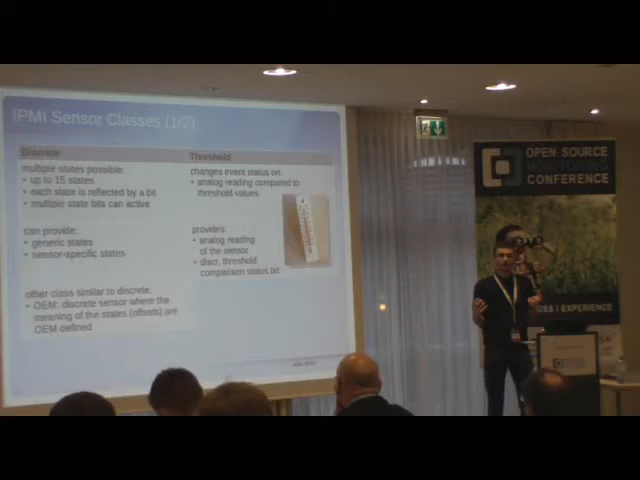 IPMI Sensor Classes (1/2)
Discrete
Threshold
multiple states possible:
• up to 15 states
• each state is reflected by a bit
• multiple state bits can active
changes event status on:
• analog reading compared to
threshold values
can provide:
• generic states
• sensor-specific states
provides:
• analog reading
of the sensor
• discr. threshold
comparison status bit
other class similar to discrete:
• OEM: discrete sensor where the
meaning of the states (offsets) are
OEM defined
OPEN SOURCE
CONFERENCE
EXPERIENCE